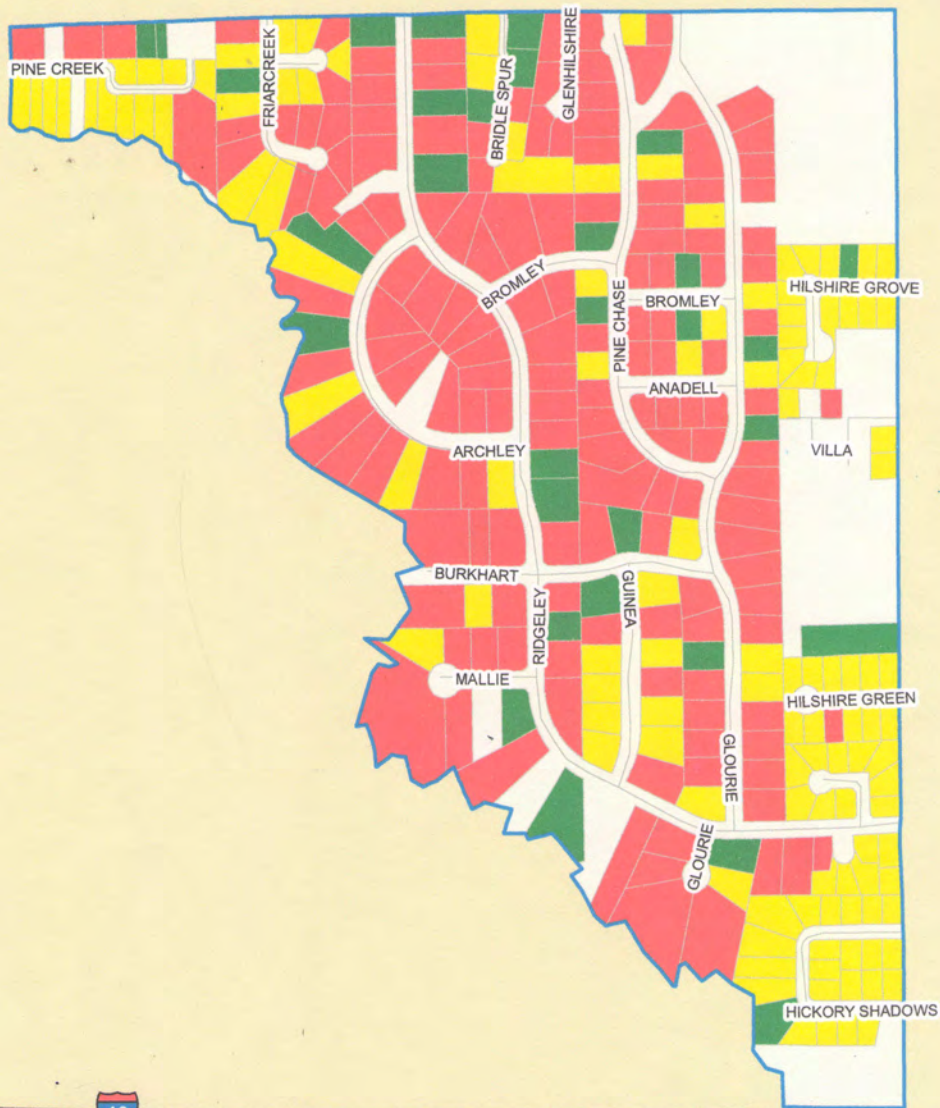 GLENHILSHIRE
FRIARCREEK
BRIDLE SPUR
PINE CREEK
BROMLEY
HILSHIRE GROVE
BROMLEY
PINE CHASE
ANADELL
ARCHLEY
VILLA
BURKHART
GUINEA
RIDGELEY
MALLIE
HILSHIRE GREEN
GLOURIE
GLOURIE
HICKORY SHADOWS